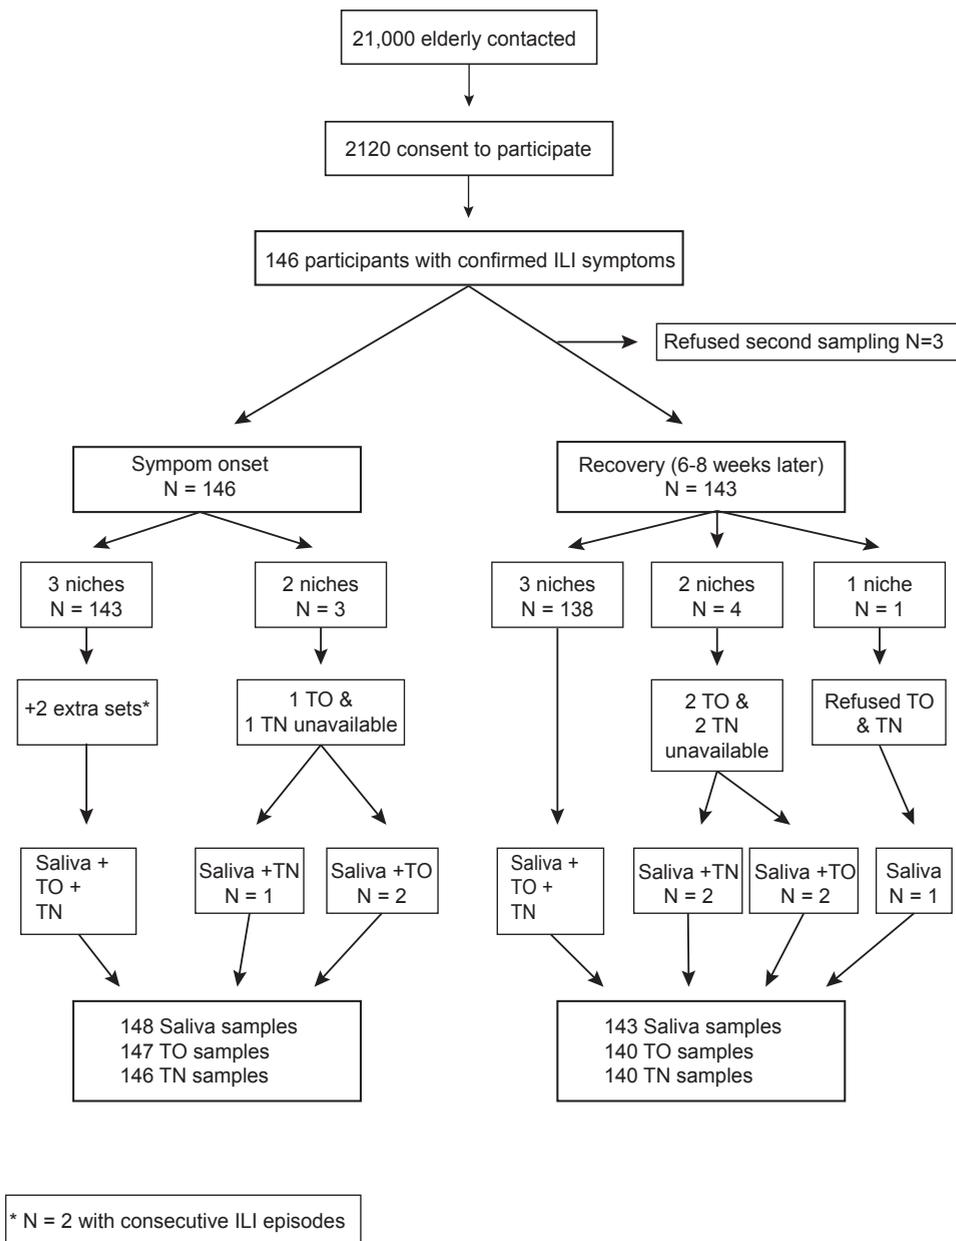 21,000 elderly contacted
2120 consent to participate
146 participants with confirmed ILI symptoms
Refused second sampling N=3
Sympom onset
N = 146
Recovery (6-8 weeks later)
N = 143
3 niches
N = 143
2 niches
N = 3
3 niches
N = 138
2 niches
N = 4
1 niche
N = 1
+2 extra sets*
1 TO &
1 TN unavailable
2 TO &
2 TN
unavailable
Refused TO
& TN
Saliva +
TO +
TN
Saliva +TN
N = 1
Saliva +TO
N = 2
Saliva +
TO +
TN
Saliva +TN
N = 2
Saliva +TO
N = 2
Saliva
N = 1
148 Saliva samples
147 TO samples
146 TN samples
143 Saliva samples
140 TO samples
140 TN samples
* N = 2 with consecutive ILI episodes